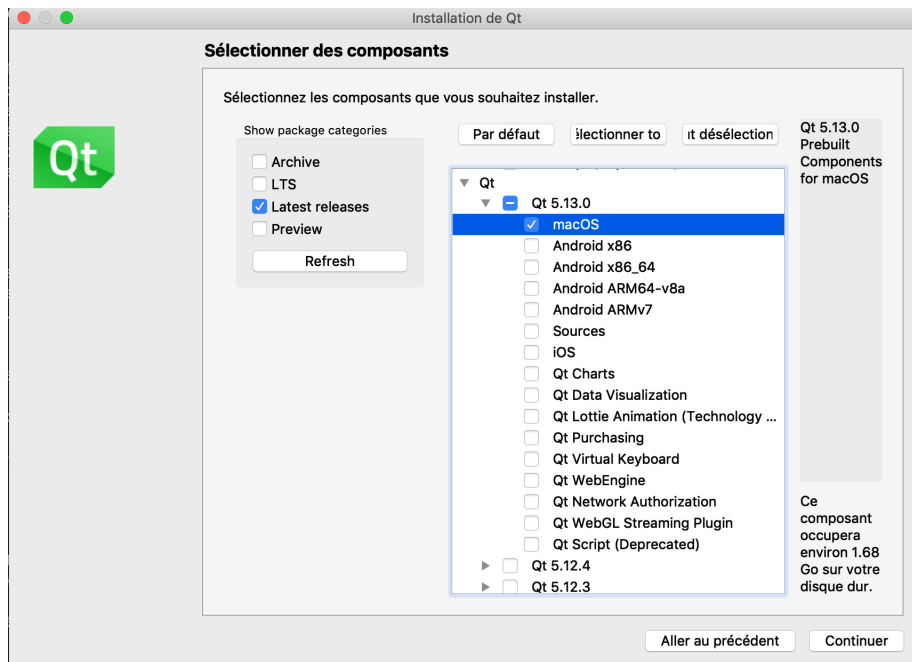 Installation de Qt
Sélectionner des composants
Sélectionnez les composants que vous souhaitez installer.
Show package categories
Archive
LTS
Latest releases
Preview
Refresh
Qt
Par défaut
lectionner to
t désélection
Qt
Qt 5.13.0
macOS
Android x86
Android x86_64
Android ARM64-v8a
Android ARMv7
Sources
iOS
Qt Charts
Qt Data Visualization
Qt Lottie Animation (Technology ...
Qt Purchasing
Qt Virtual Keyboard
Qt WebEngine
Qt Network Authorization
Qt WebGL Streaming Plugin
Qt Script (Deprecated)
Qt 5.12.4
Qt 5.12.3
Qt 5.13.0
Prebuilt
Components
for macOS
Ce
composant
occupera
environ 1.68
Go sur votre
disque dur.
Aller au précédent
Continuer